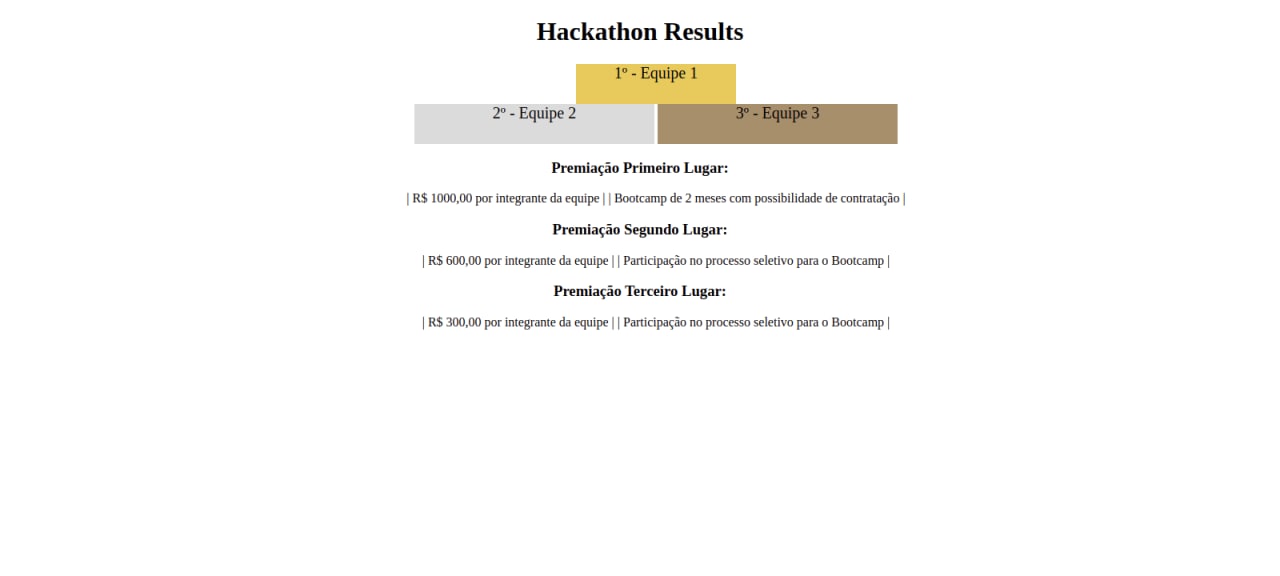 Hackathon Results
1º - Equipe 1
2º - Equipe 2 3º - Equipe 3
Premiação Primeiro Lugar:
| R$ 1000,00 por integrante da equipe | | Bootcamp de 2 meses com possibilidade de contratação |
Premiação Segundo Lugar:
| R$ 600,00 por integrante da equipe | | Participação no processo seletivo para o Bootcamp |
Premiação Terceiro Lugar:
| R$ 300,00 por integrante da equipe | | Participação no processo seletivo para o Bootcamp |